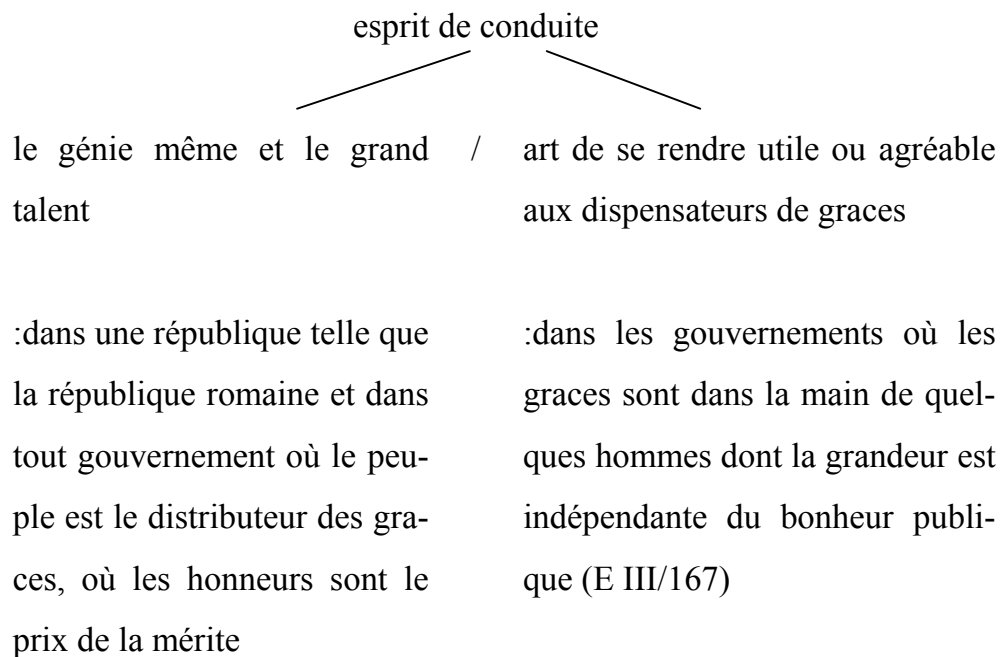 esprit de conduite
le génie même et le grand
talent
/
art de se rendre utile ou agréable
aux dispensateurs de graces
:dans une république telle que
la république romaine et dans
tout gouvernement où le peu-
ple est le distributeur des gra-
ces, où les honneurs sont le
prix de la mérite
:dans les gouvernements où les
graces sont dans la main de quel-
ques hommes dont la grandeur est
indépendante du bonheur publi-
que (E III/167)